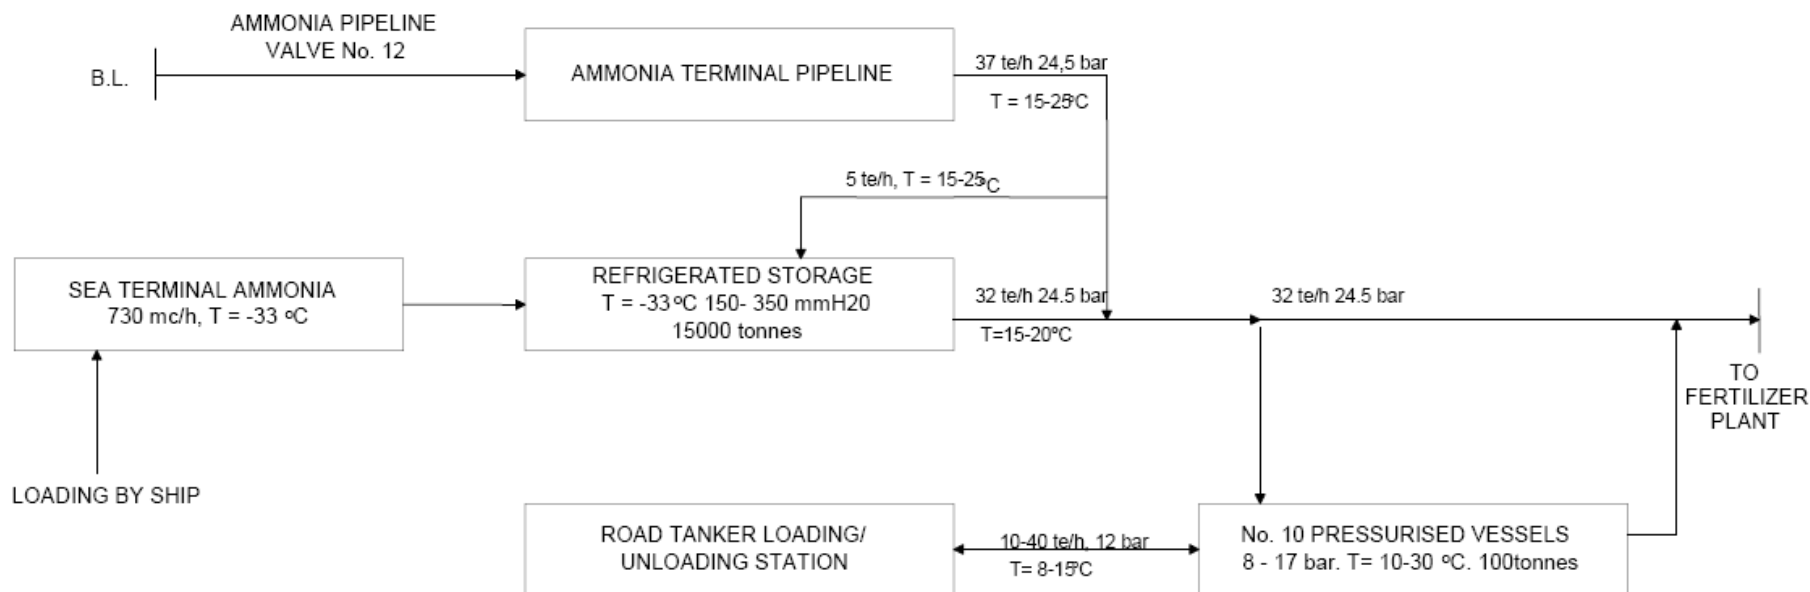 AMMONIA PIPELINE
VALVE No. 12
B.L.
AMMONIA TERMINAL PIPELINE
37 te/h 24,5 bar
T = 15-25ºC
5 te/h, T = 15-25ºC
SEA TERMINAL AMMONIA
730 mc/h, T = -33 ºC
REFRIGERATED STORAGE
T = -33ºC 150- 350 mmH20
15000 tonnes
32 te/h 24.5 bar
T=15-20ºC
32 te/h 24.5 bar
TO
FERTILIZER
PLANT
LOADING BY SHIP
ROAD TANKER LOADING/
UNLOADING STATION
10-40 te/h, 12 bar
T= 8-15ºC
No. 10 PRESSURISED VESSELS
8 - 17 bar. T= 10-30 ºC. 100tonnes